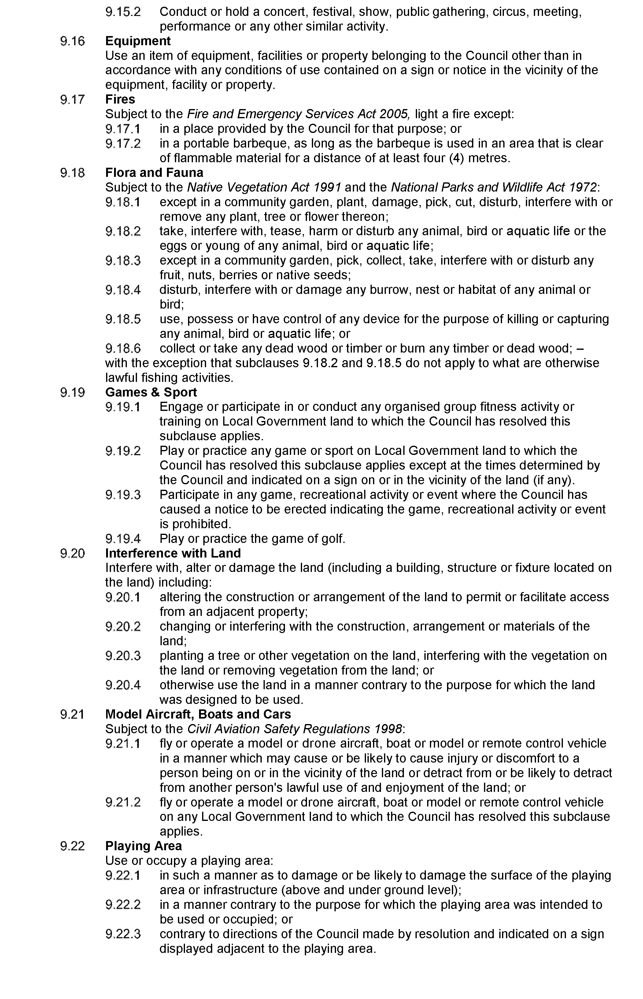 9.15.2 Conduct or hold a concert, festival, show, public gathering, circus, meeting,
performance or any other similar activity.
9.16 Equipment
Use an item of equipment, facilities or property belonging to the Council other than in
accordance with any conditions of use contained on a sign or notice in the vicinity of the
equipment, facility or property.
9.17 Fires
Subject to the Fire and Emergency Services Act 2005, light a fire except:
9.17.1 in a place provided by the Council for that purpose; or
9.17.2 in a portable barbeque, as long as the barbeque is used in an area that is clear
of flammable material for a distance of at least four (4) metres.
9.18 Flora and Fauna
Subject to the Native Vegetation Act 1991 and the National Parks and Wildlife Act 1972:
9.18.1 except in a community garden, plant, damage, pick, cut, disturb, interfere with or
remove any plant, tree or flower thereon;
9.18.2 take, interfere with, tease, harm or disturb any animal, bird or aquatic life or the
eggs or young of any animal, bird or aquatic life;
9.18.3 except in a community garden, pick, collect, take, interfere with or disturb any
fruit, nuts, berries or native seeds;
9.18.4 disturb, interfere with or damage any burrow, nest or habitat of any animal or
bird;
9.18.5 use, possess or have control of any device for the purpose of killing or capturing
any animal, bird or aquatic life; or
9.18.6 collect or take any dead wood or timber or burn any timber or dead wood; –
with the exception that subclauses 9.18.2 and 9.18.5 do not apply to what are otherwise
lawful fishing activities.
9.19 Games & Sport
9.19.1 Engage or participate in or conduct any organised group fitness activity or
training on Local Government land to which the Council has resolved this
subclause applies.
9.19.2 Play or practice any game or sport on Local Government land to which the
Council has resolved this subclause applies except at the times determined by
the Council and indicated on a sign on or in the vicinity of the land (if any).
9.19.3 Participate in any game, recreational activity or event where the Council has
caused a notice to be erected indicating the game, recreational activity or event
is prohibited.
9.19.4 Play or practice the game of golf.
9.20 Interference with Land
Interfere with, alter or damage the land (including a building, structure or fixture located on
the land) including:
9.20.1 altering the construction or arrangement of the land to permit or facilitate access
from an adjacent property;
9.20.2 changing or interfering with the construction, arrangement or materials of the
land;
9.20.3 planting a tree or other vegetation on the land, interfering with the vegetation on
the land or removing vegetation from the land; or
9.20.4 otherwise use the land in a manner contrary to the purpose for which the land
was designed to be used.
9.21 Model Aircraft, Boats and Cars
Subject to the Civil Aviation Safety Regulations 1998:
9.21.1 fly or operate a model or drone aircraft, boat or model or remote control vehicle
in a manner which may cause or be likely to cause injury or discomfort to a
person being on or in the vicinity of the land or detract from or be likely to detract
from another person's lawful use of and enjoyment of the land; or
9.21.2 fly or operate a model or drone aircraft, boat or model or remote control vehicle
on any Local Government land to which the Council has resolved this subclause
applies.
9.22 Playing Area
Use or occupy a playing area:
9.22.1 in such a manner as to damage or be likely to damage the surface of the playing
area or infrastructure (above and under ground level);
9.22.2 in a manner contrary to the purpose for which the playing area was intended to
be used or occupied; or
9.22.3 contrary to directions of the Council made by resolution and indicated on a sign
displayed adjacent to the playing area.